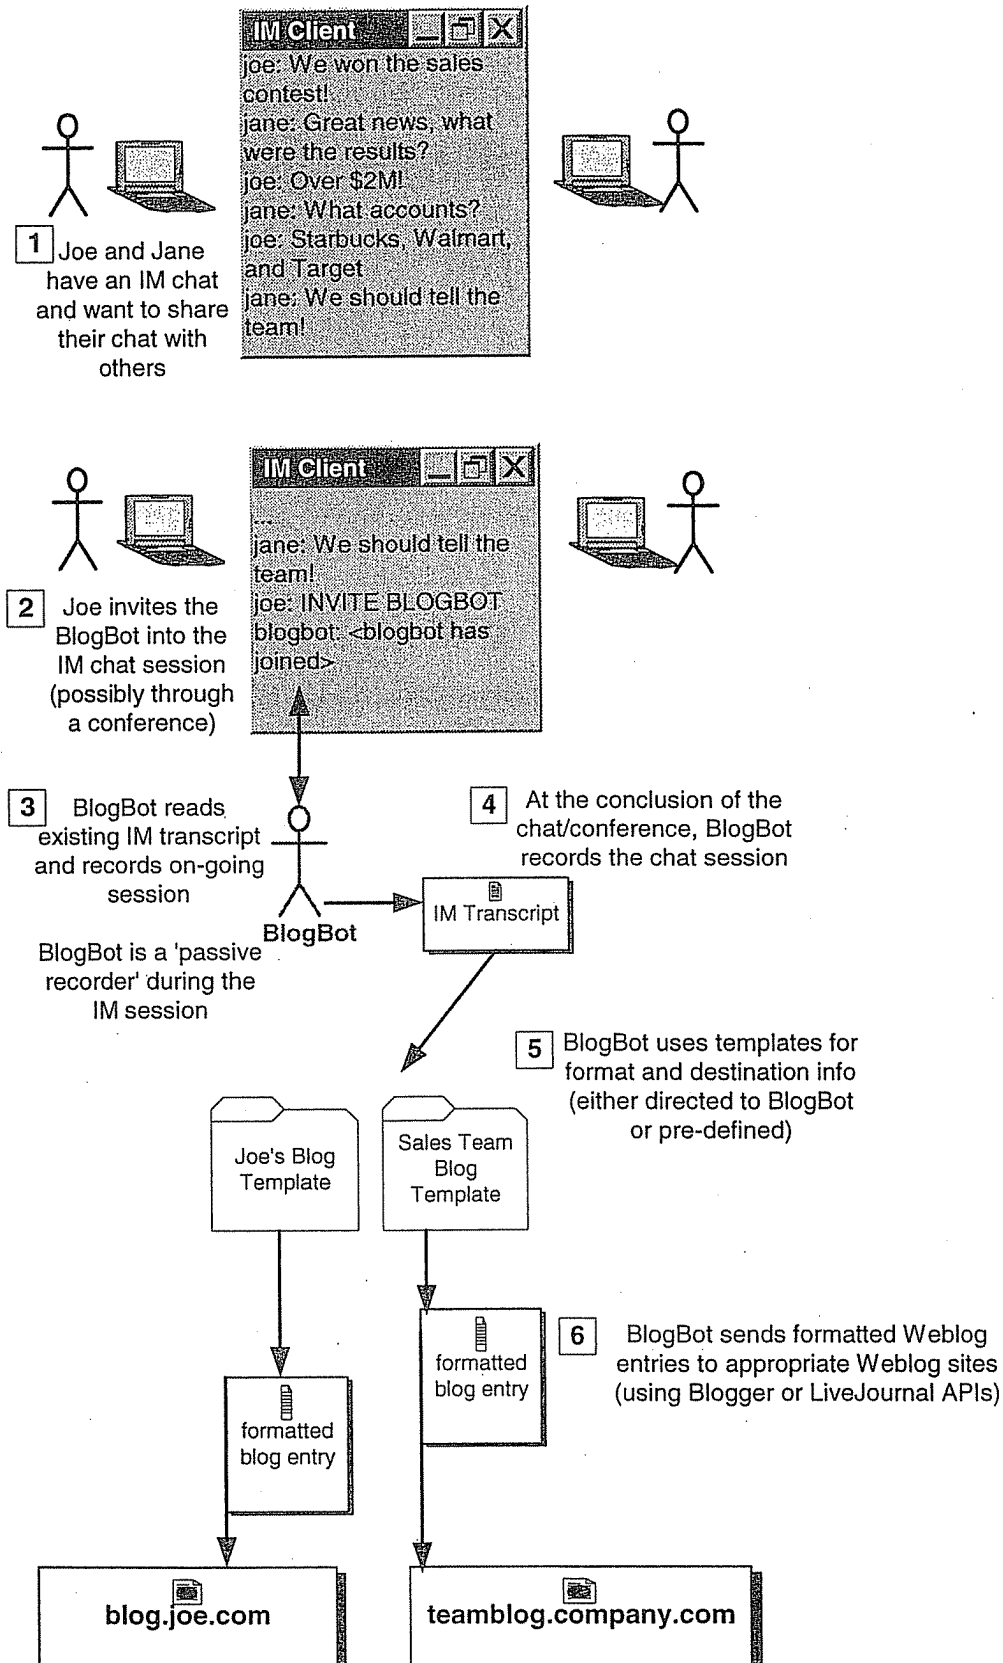 IM Client
joe: We won the sales
contest!
jane: Great news, what
were the results?
joe: Over $2M!
jane: What accounts?
joe: Starbucks, Walmart,
and Target
jane: We should tell the
team!
1
Joe and Jane
have an IM chat
and want to share
their chat with
others
IM Client
...
jane: We should tell the
team!
joe: INVITE BLOGBOT
blogbot: <blogbot has
joined>
2
Joe invites the
BlogBot into the
IM chat session
(possibly through
a conference)
3
BlogBot reads
existing IM transcript
and records on-going
session
BlogBot
BlogBot is a 'passive
recorder' during the
IM session
4
At the conclusion of the
chat/conference, BlogBot
records the chat session
IM Transcript
5
BlogBot uses templates for
format and destination info
(either directed to BlogBot
or pre-defined)
Joe's Blog
Template
Sales Team
Blog
Template
6
BlogBot sends formatted Weblog
entries to appropriate Weblog sites
(using Blogger or LiveJournal APIs)
formatted
blog entry
formatted
blog entry
blog.joe.com
teamblog.company.com